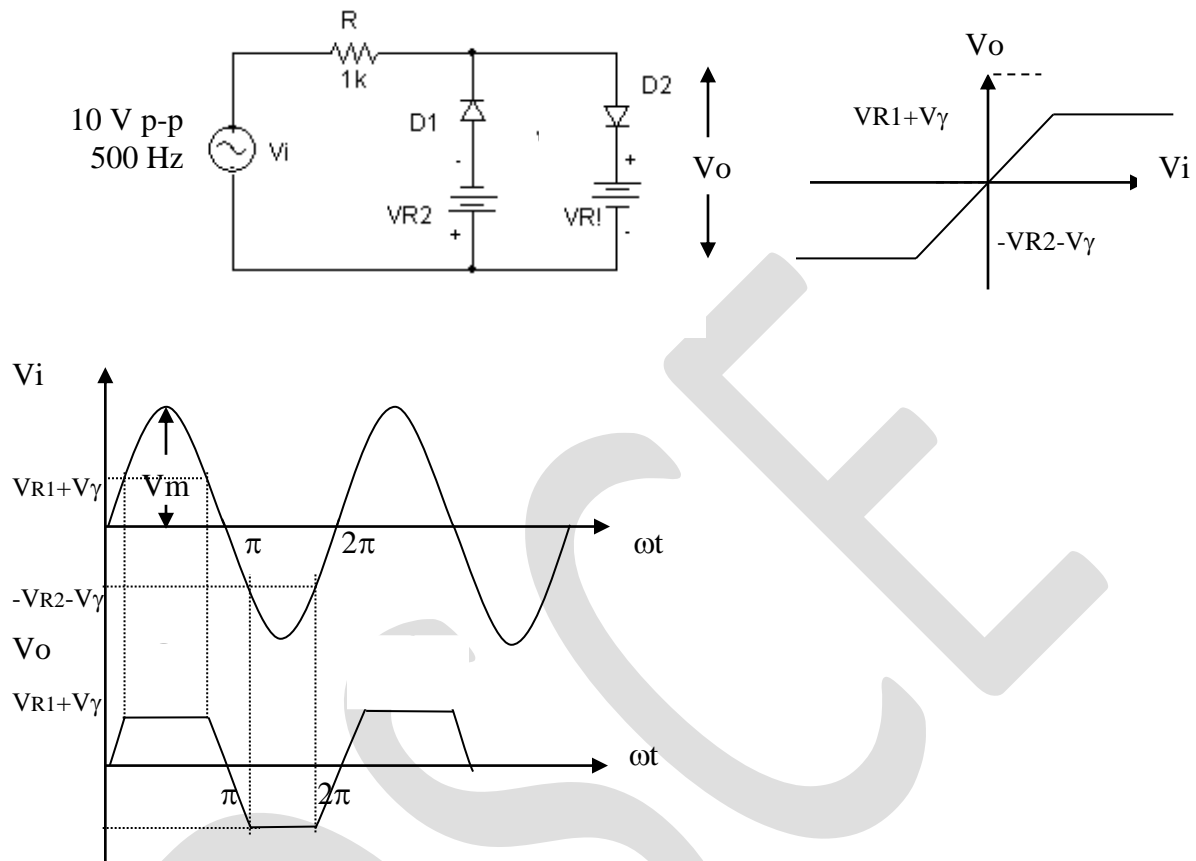 R
1k
10 V p-p
500 Hz
Vi
D1
-
VR2
+
D2
+
VR!
-
Vo
Vo
VR1+Vγ
Vi
-VR2-Vγ
Vi
VR1+Vγ
Vm
π
2π
ωt
-VR2-Vγ
Vo
VR1+Vγ
ωt
π
2π
SCE